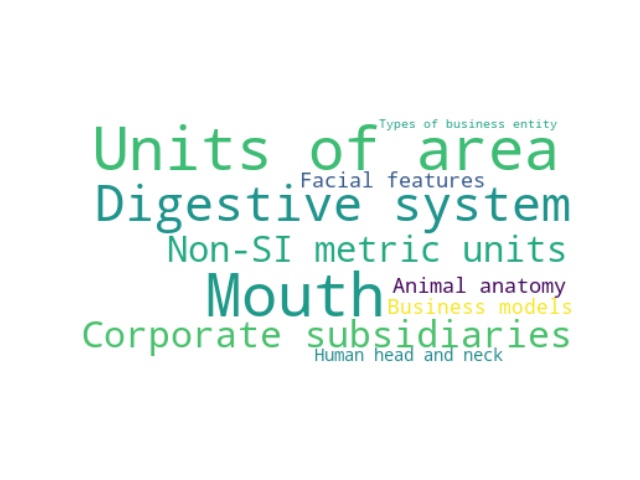 Types of business entity
Units of area
Facial features
Digestive system
Non-SI metric units
Mouth
Animal anatomy
Business models
Corporate subsidiaries
Human head and neck